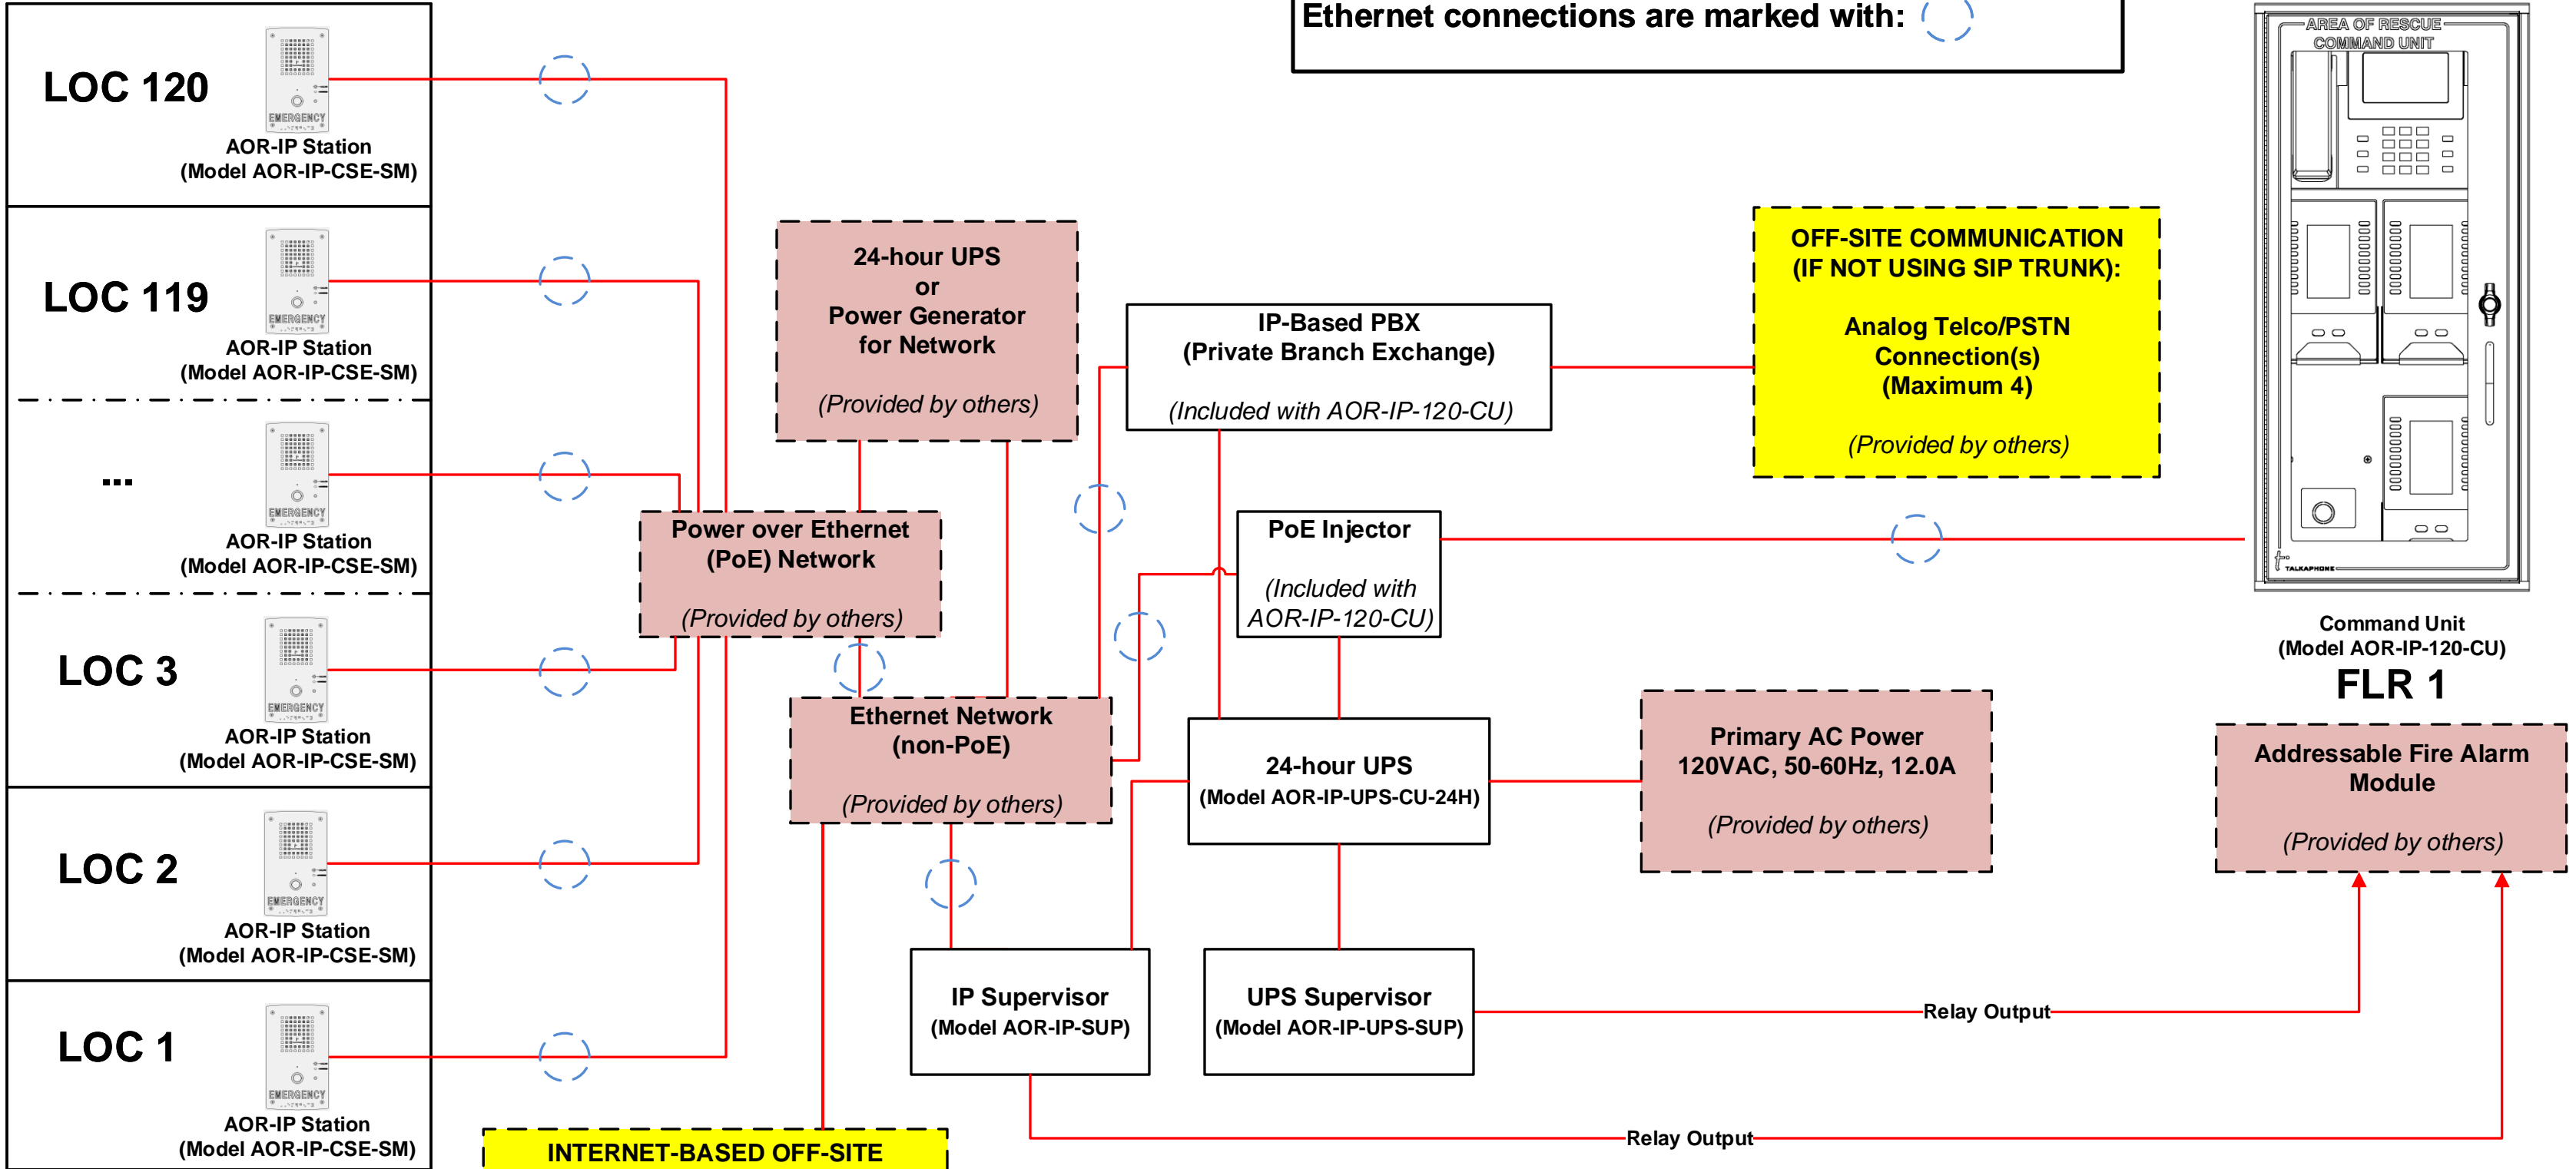 Ethernet connections are marked with:
LOC 120
EMERGENCY
AOR-IP Station
(Model AOR-IP-CSE-SM)
LOC 119
EMERGENCY
AOR-IP Station
(Model AOR-IP-CSE-SM)
...
EMERGENCY
AOR-IP Station
(Model AOR-IP-CSE-SM)
LOC 3
EMERGENCY
AOR-IP Station
(Model AOR-IP-CSE-SM)
LOC 2
EMERGENCY
AOR-IP Station
(Model AOR-IP-CSE-SM)
LOC 1
EMERGENCY
AOR-IP Station
(Model AOR-IP-CSE-SM)
24-hour UPS
or
Power Generator
for Network
(Provided by others)
Power over Ethernet
(PoE) Network
(Provided by others)
Ethernet Network
(non-PoE)
(Provided by others)
INTERNET-BASED OFF-SITE
IP-Based PBX
(Private Branch Exchange)
(Included with AOR-IP-120-CU)
PoE Injector
(Included with
AOR-IP-120-CU)
24-hour UPS
(Model AOR-IP-UPS-CU-24H)
IP Supervisor
(Model AOR-IP-SUP)
UPS Supervisor
(Model AOR-IP-UPS-SUP)
OFF-SITE COMMUNICATION
(IF NOT USING SIP TRUNK):
Analog Telco/PSTN
Connection(s)
(Maximum 4)
(Provided by others)
Primary AC Power
120VAC, 50-60Hz, 12.0A
(Provided by others)
AREA OF RESCUE
COMMAND UNIT
TALKAPHONE
Command Unit
(Model AOR-IP-120-CU)
FLR 1
Addressable Fire Alarm
Module
(Provided by others)
Relay Output
Relay Output